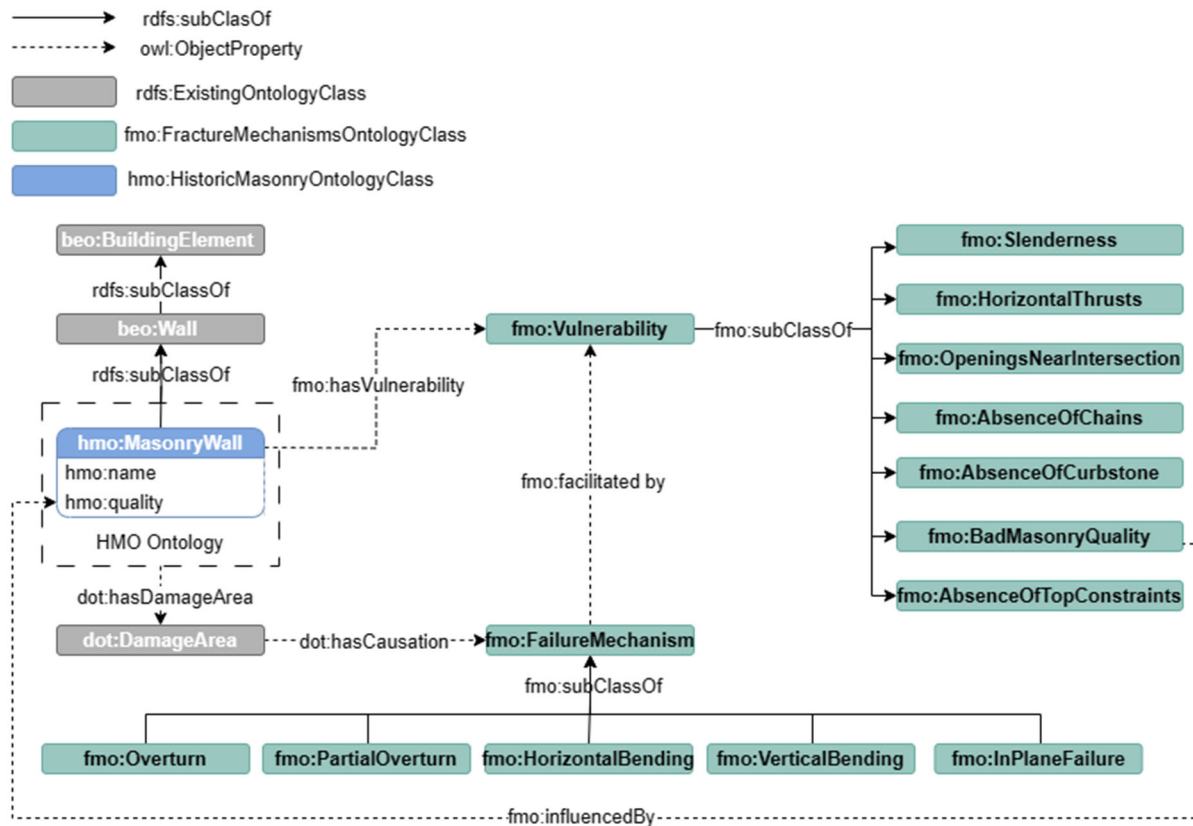 rdfs:subClasOf
owl:ObjectProperty
rdfs:ExistingOntologyClass
fmo:FractureMechanismsOntologyClass
hmo:HistoricMasonryOntologyClass
beo:BuildingElement
rdfs:subClassOf
beo:Wall
rdfs:subClassOf
hmo:MasonryWall
hmo:name
hmo:quality
HMO Ontology
dot:hasDamageArea
dot:DamageArea
dot:hasCausation
fmo:hasVulnerability
fmo:Vulnerability
fmo:subClassOf
fmo:facilitated by
fmo:FailureMechanism
fmo:subClassOf
fmo:Slenderness
fmo:HorizontalThrusts
fmo:OpeningsNearIntersection
fmo:AbsenceOfChains
fmo:AbsenceOfCurbstone
fmo:BadMasonryQuality
fmo:AbsenceOfTopConstraints
fmo:Overturn
fmo:PartialOverturn
fmo:HorizontalBending
fmo:VerticalBending
fmo:InPlaneFailure
fmo:influencedBy